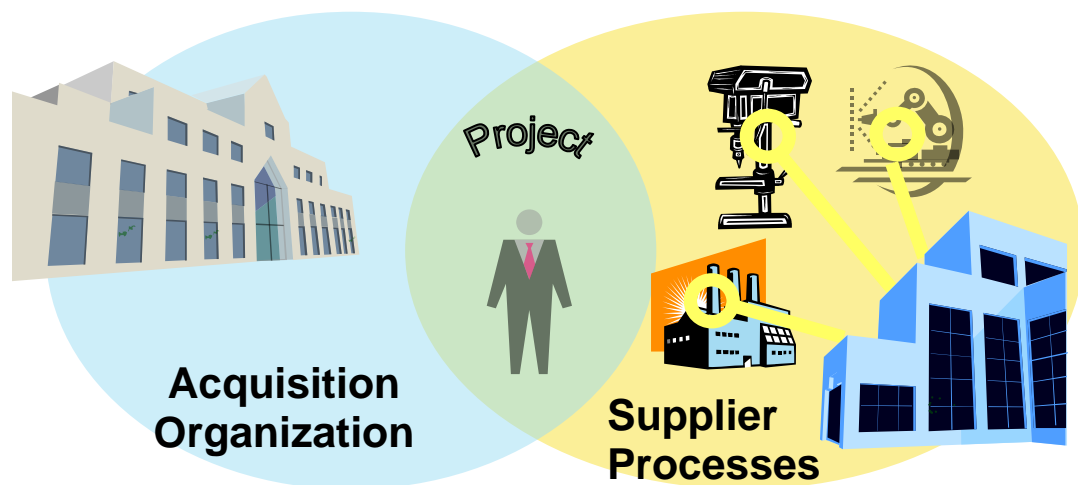 Project
Acquisition
Organization
Supplier
Processes